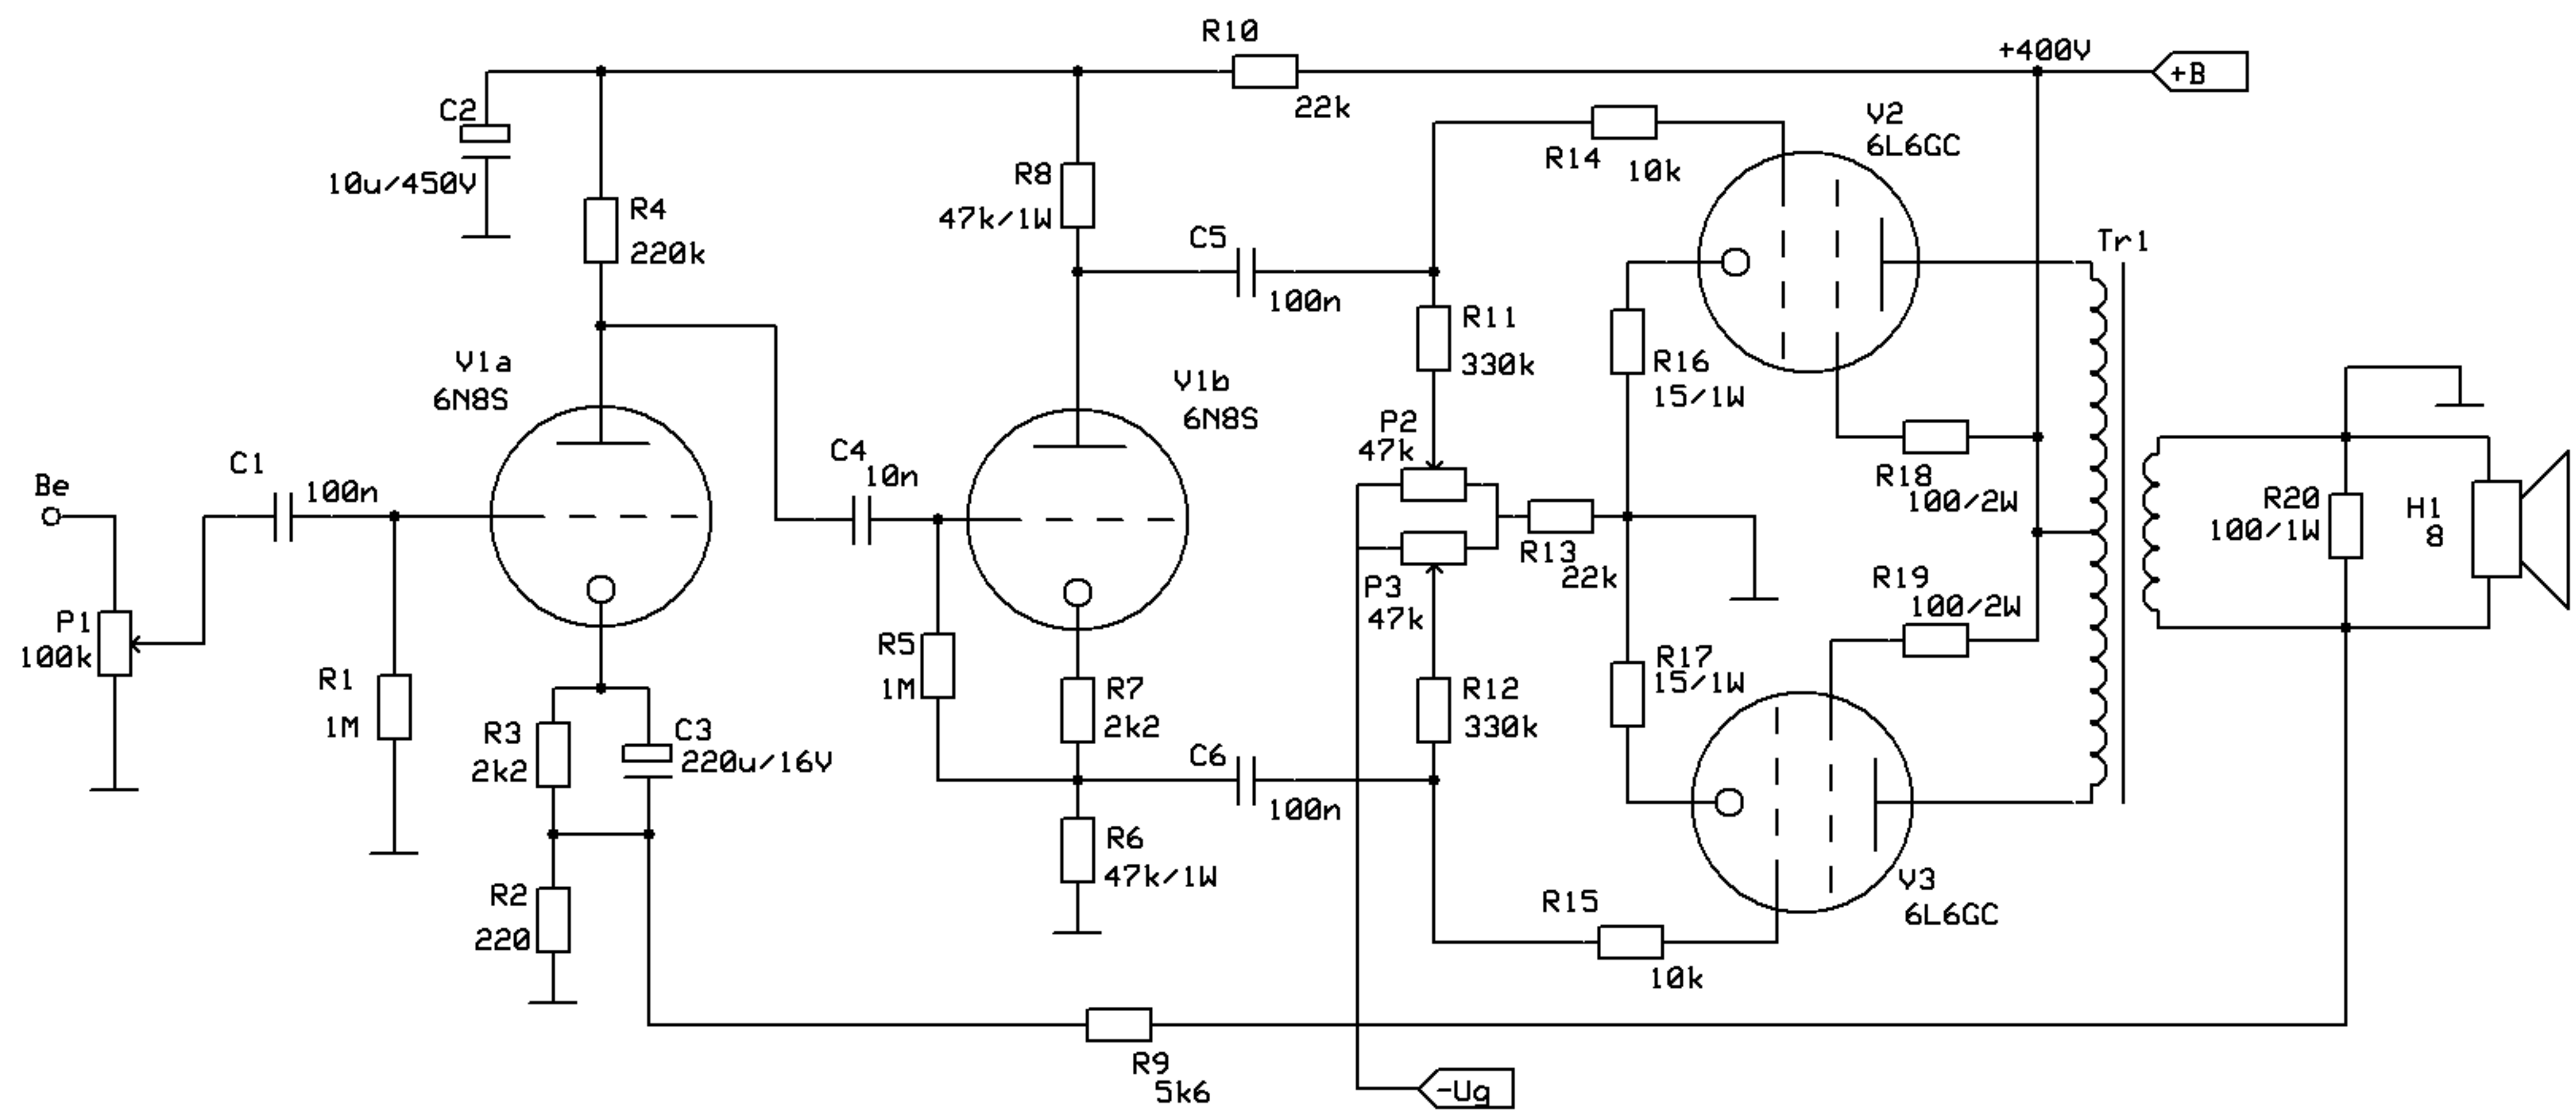 R10
22k
+400V
+B
C2
10u/450V
R4
220k
R8
47k/1W
C5
100n
R14
10k
V2
6L6GC
Tr1
V1a
6N8S
V1b
6N8S
R11
330k
R16
15/1W
P2
47k
R18
100/2W
Be
C1
100n
C4
10n
R13
22k
R20
100/1W
H1
8
P1
100k
R1
1M
R5
1M
R7
2k2
P3
47k
R19
100/2W
R17
15/1W
R12
330k
R3
2k2
C3
220u/16V
C6
100n
R6
47k/1W
R2
220
R15
10k
V3
6L6GC
R9
5k6
-Ug